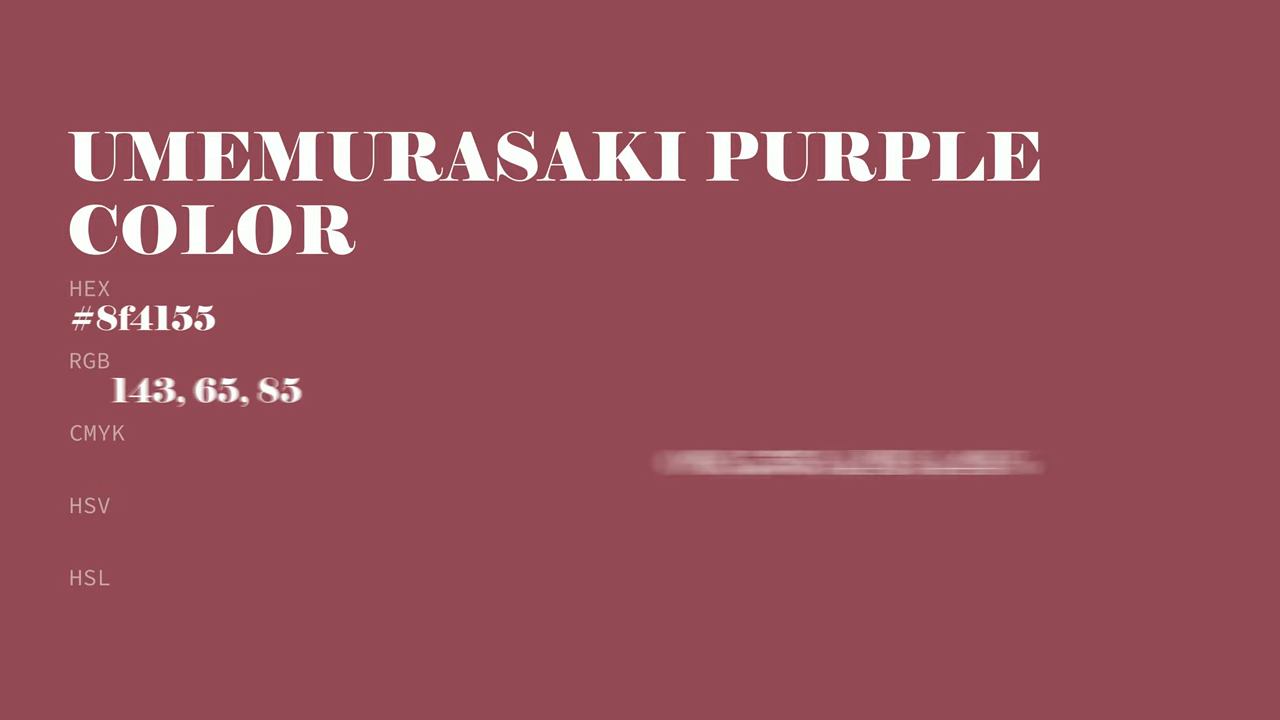 UMEMURASAKI PURPLE
COLOR
HEX
#8f4155
RGB
143, 65, 85
CMYK
HSV
HSL